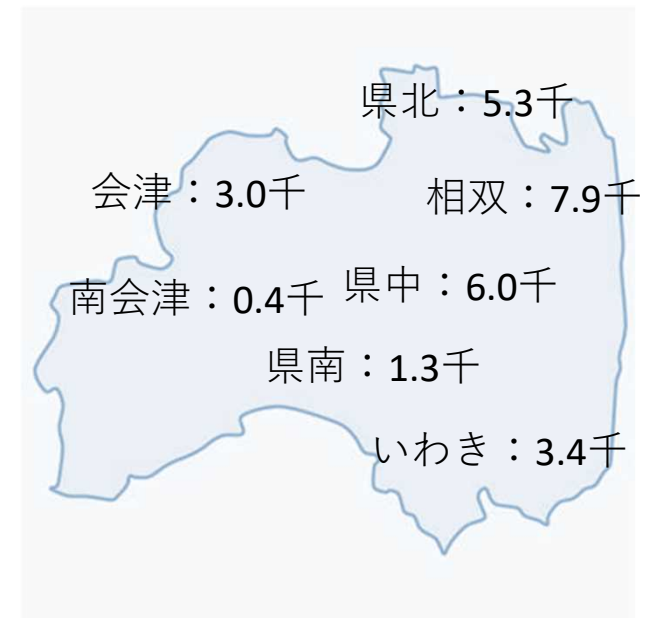 県北：5.3千
会津：3.0千
相双：7.9千
南会津：0.4千
県中：6.0千
県南：1.3千
いわき：3.4千